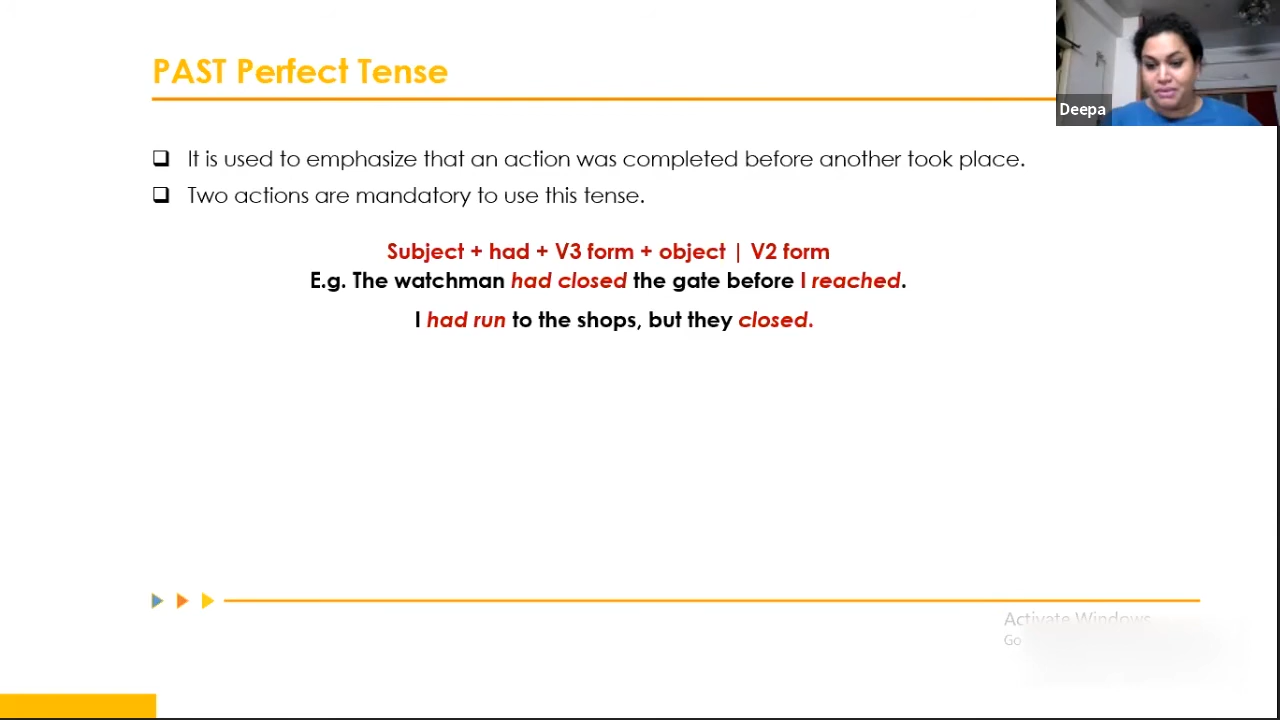 PAST Perfect Tense
Deepa
It is used to emphasize that an action was completed before another took place.
Two actions are mandatory to use this tense.
Subject + had + V3 form + object | V2 form
E.g. The watchman had closed the gate before I reached.
I had run to the shops, but they closed.
Activate Windows
Go